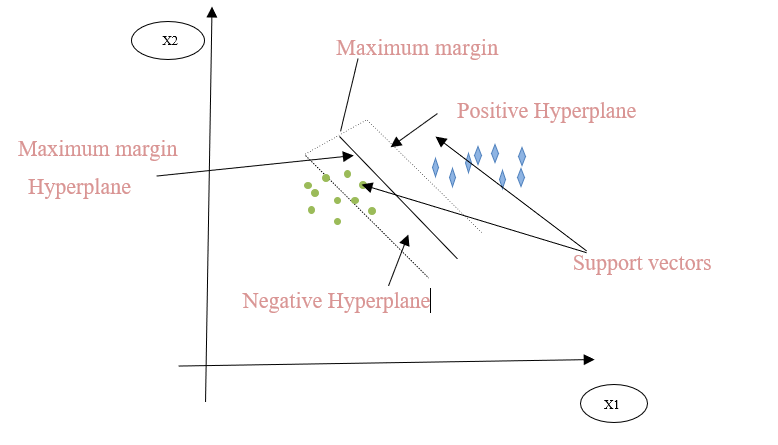 X2
Maximum margin
Positive Hyperplane
Maximum margin
Hyperplane
Support vectors
Negative Hyperplane
X1